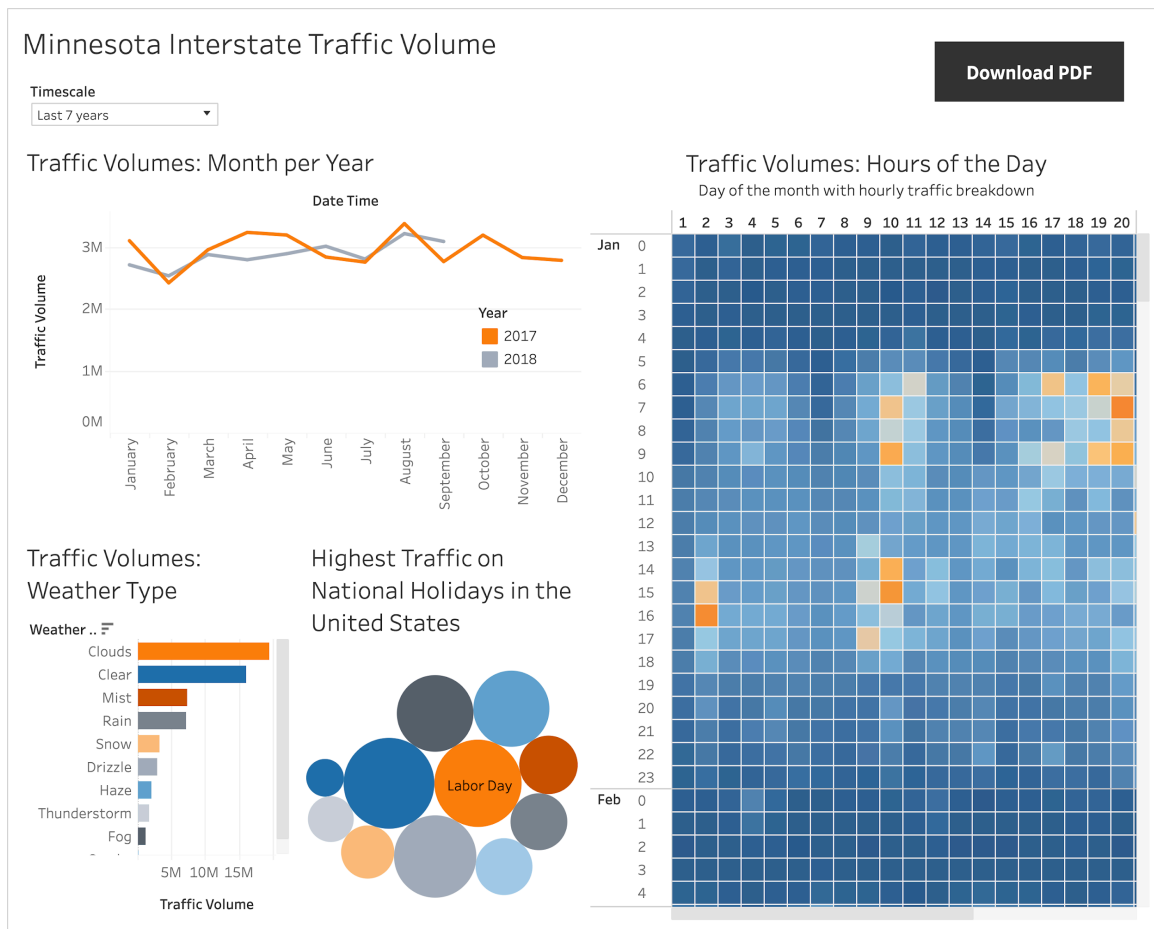 Minnesota Interstate Traffic Volume
Download PDF
Timescale
Last 7 years
Traffic Volumes: Month per Year
Date Time
Traffic Volume
3M
2M
1M
0M
Year
2017
2018
January
February
March
April
May
June
July
August
September
October
November
December
Traffic Volumes:
Weather Type
Weather ..
Clouds
Clear
Mist
Rain
Snow
Drizzle
Haze
Thunderstorm
Fog
5M 10M 15M
Traffic Volume
Highest Traffic on
National Holidays in the
United States
Labor Day
Traffic Volumes: Hours of the Day
Day of the month with hourly traffic breakdown
1 2 3 4 5 6 7 8 9 10 11 12 13 14 15 16 17 18 19 20
Jan 0
1
2
3
4
5
6
7
8
9
10
11
12
13
14
15
16
17
18
19
20
21
22
23
Feb 0
1
2
3
4